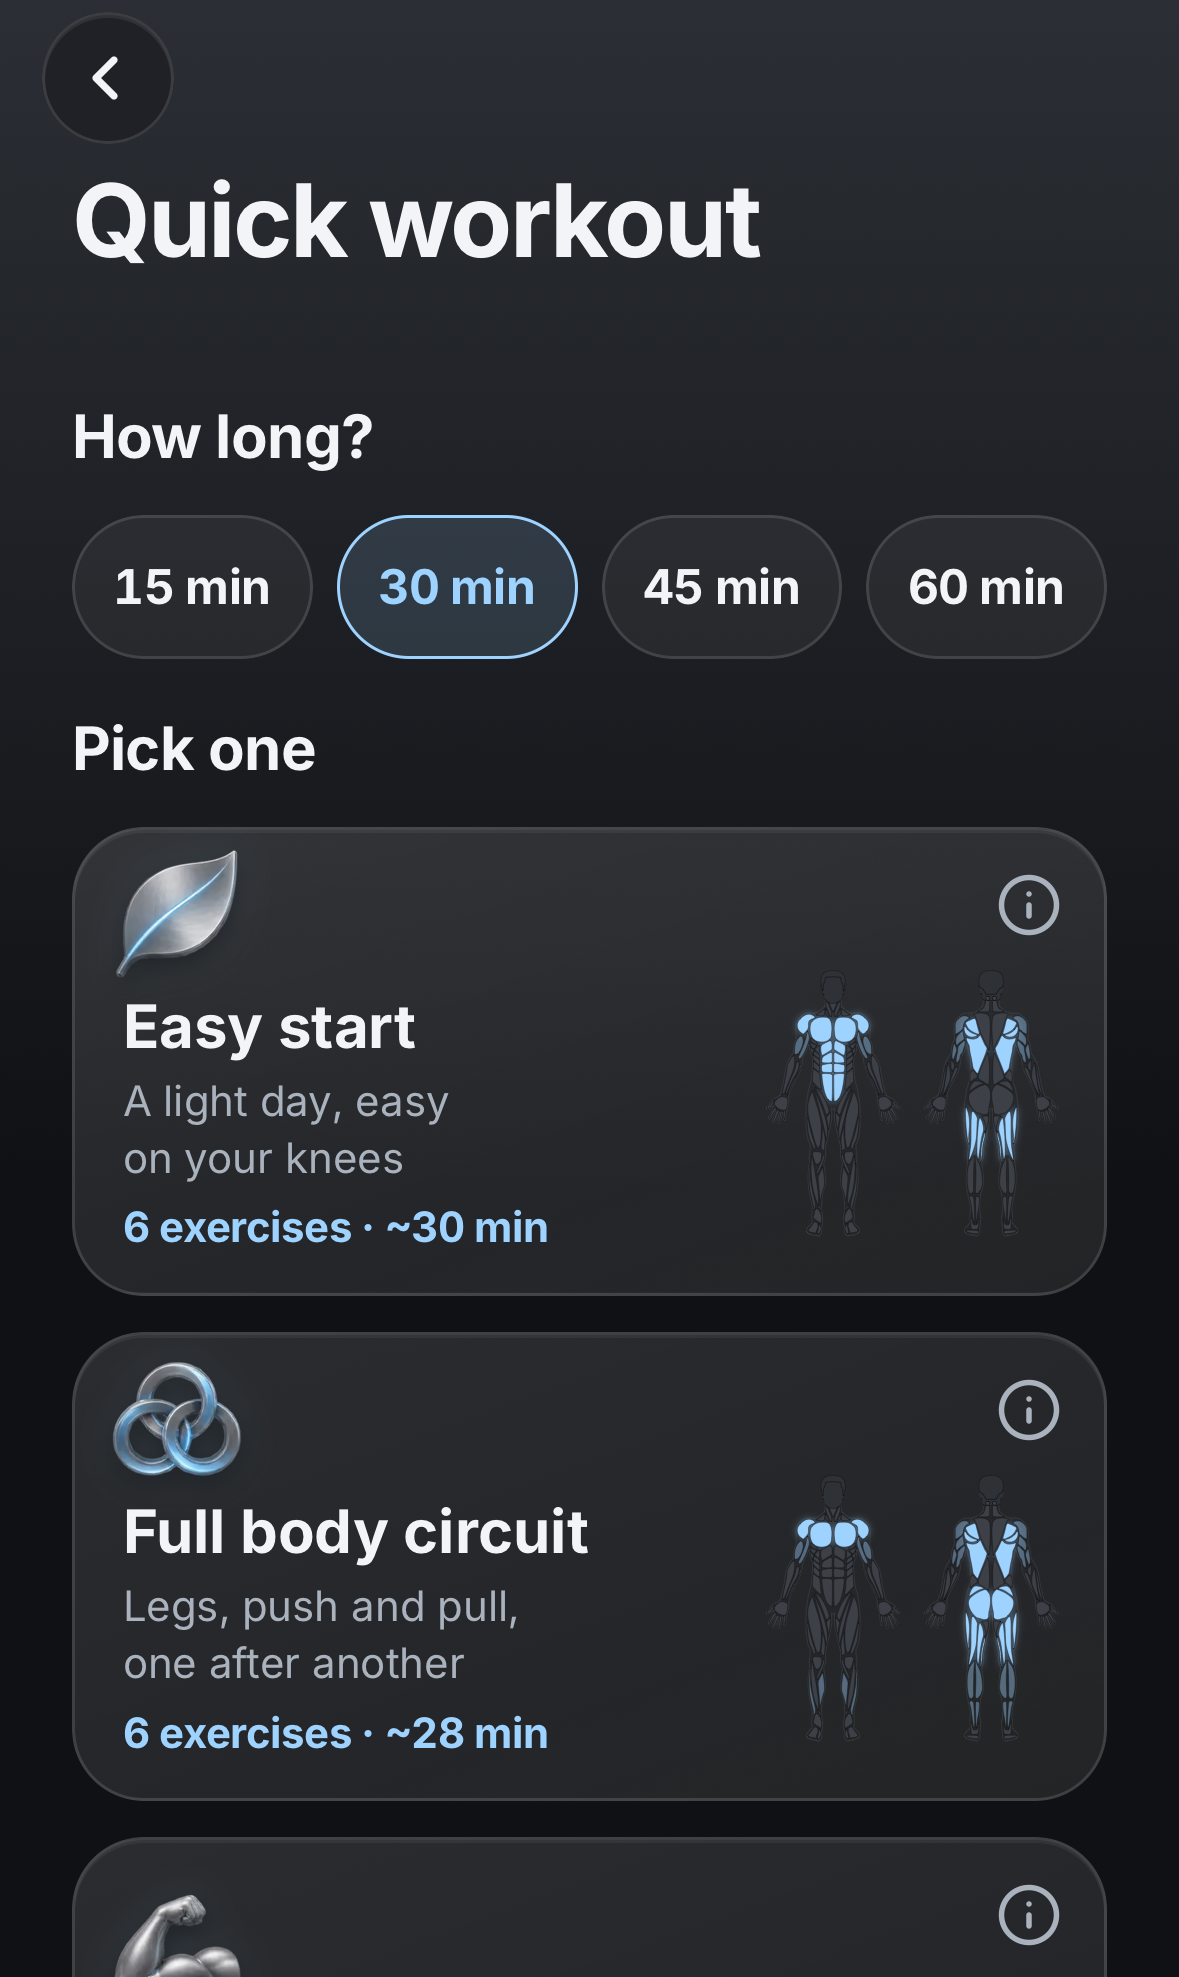 Quick workout
How long?
15 min
30 min
45 min
60 min
Pick one
Easy start
A light day, easy
on your knees
6 exercises · ~30 min
Full body circuit
Legs, push and pull,
one after another
6 exercises · ~28 min